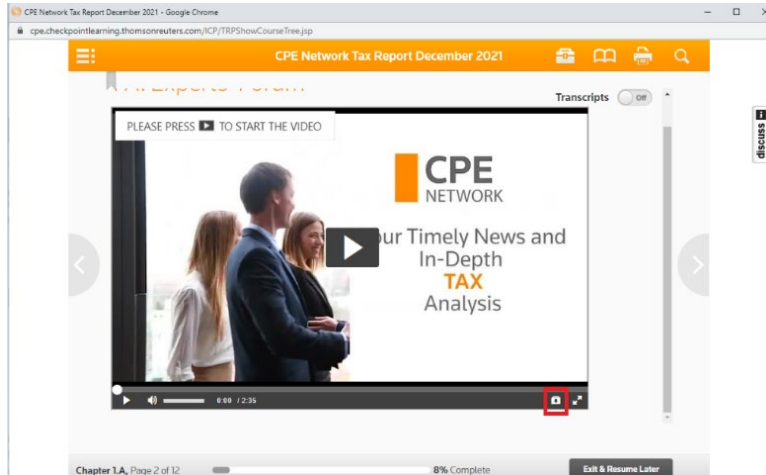 CPE Network Tax Report December 2021 - Google Chrome
cpe.checkpointlearning.thomsonreuters.com/ICP/TRPShowCourseTree.jsp
CPE Network Tax Report December 2021
Experts' Forum
Transcripts Off
PLEASE PRESS TO START THE VIDEO
CPE
NETWORK
ur Timely News and
In-Depth
TAX
Analysis
0:00 / 2:35
discuss
Chapter 1.A, Page 2 of 12
8% Complete
Exit & Resume Later